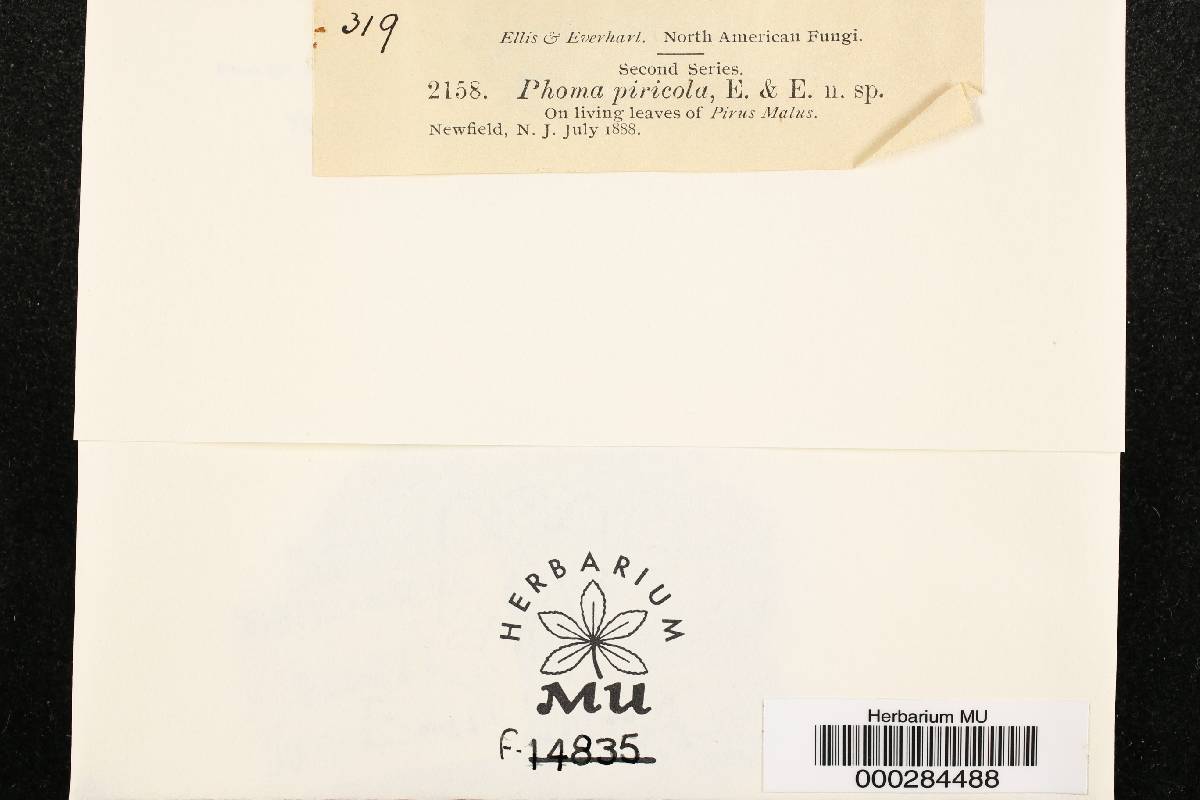 319
Ellis & Everhart. North American Fungi.
Second Series.
2158. Phoma piricola, E. & E. n. sp.
On living leaves of Pirus Malus.
Newfield, N. J. July 1888.
HERBARIUM
MU
F-14835
Herbarium MU
000284488